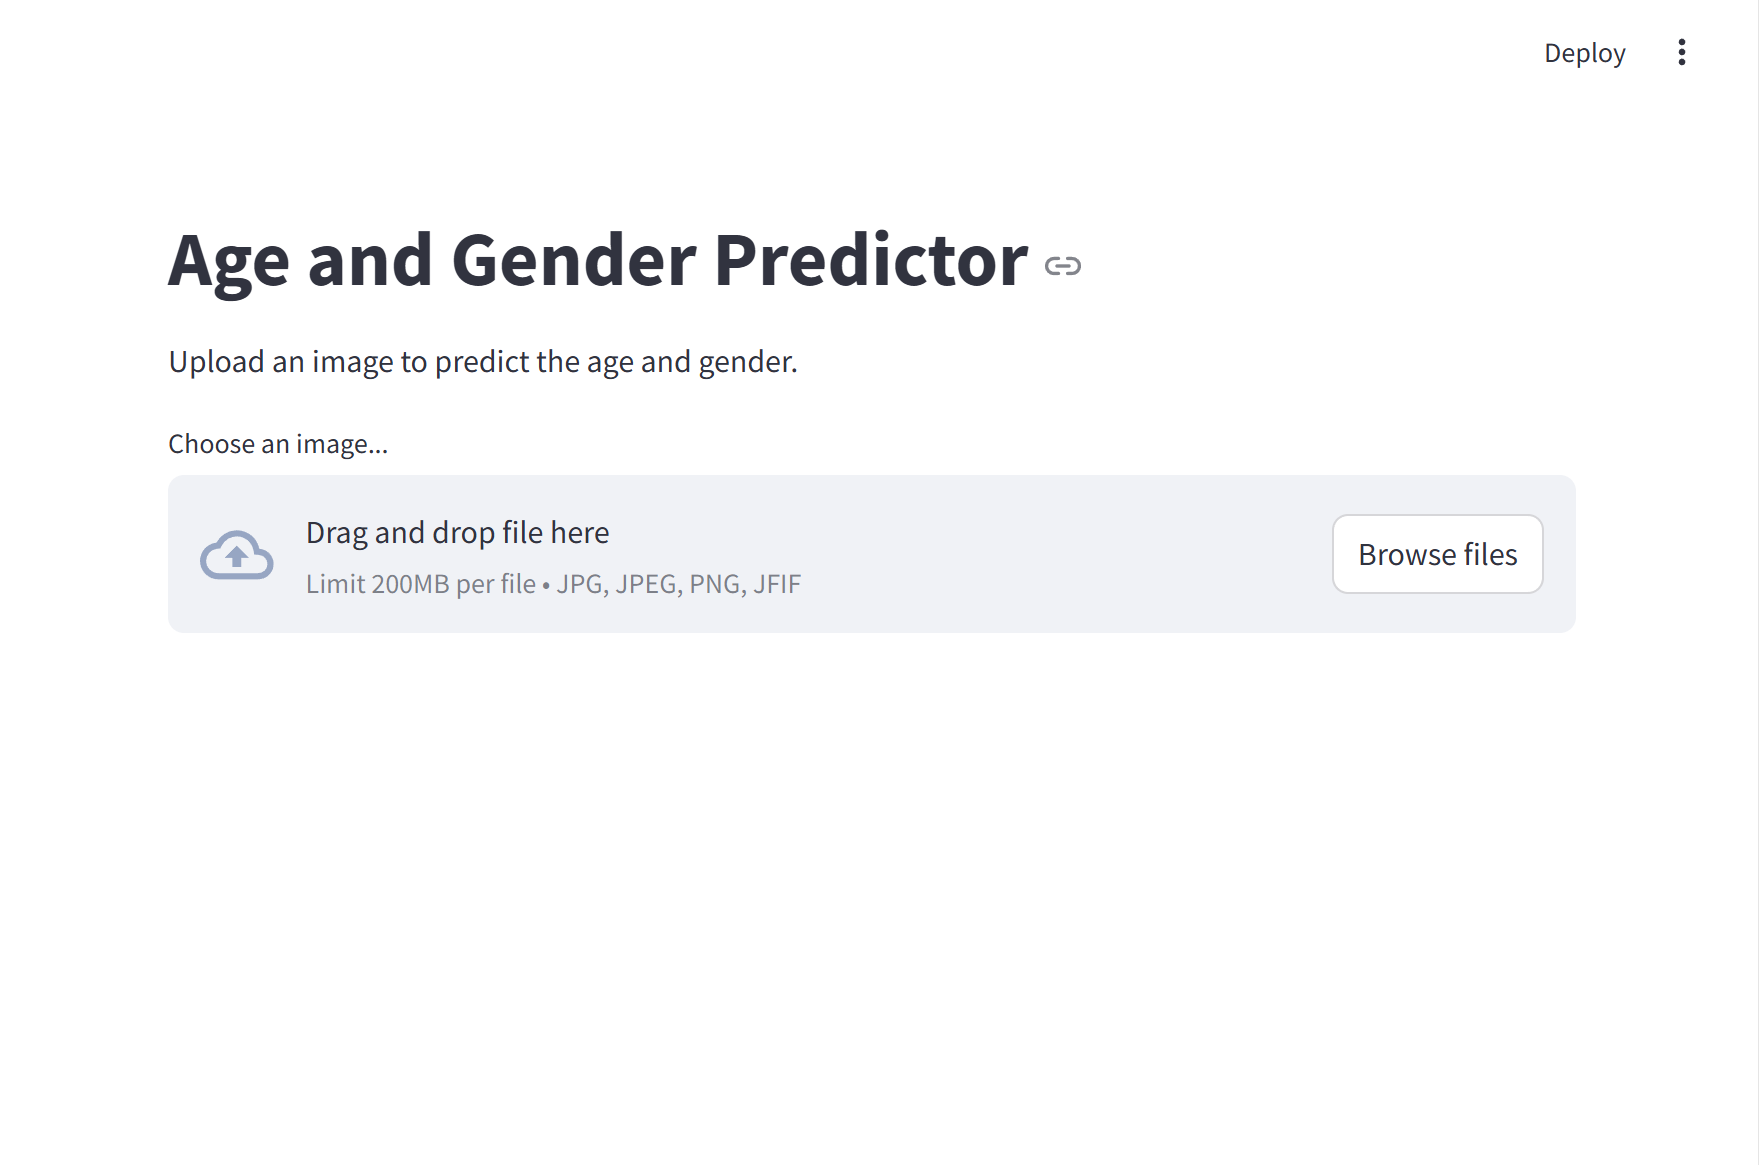 Deploy
Age and Gender Predictor
Upload an image to predict the age and gender.
Choose an image...
Drag and drop file here
Limit 200MB per file • JPG, JPEG, PNG, JFIF
Browse files